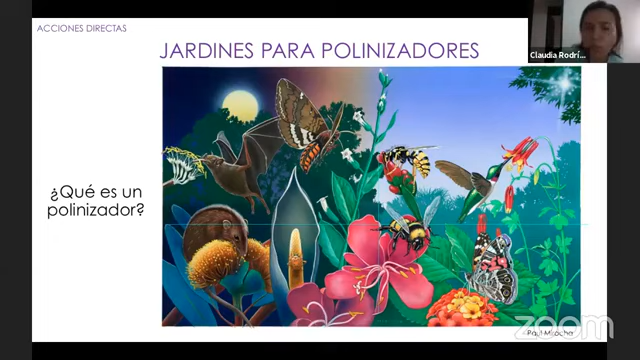 ACCIONES DIRECTAS
JARDINES PARA POLINIZADORES
Claudia Rodrí...
¿Qué es un
polinizador?
Paul Mirocha
zoom